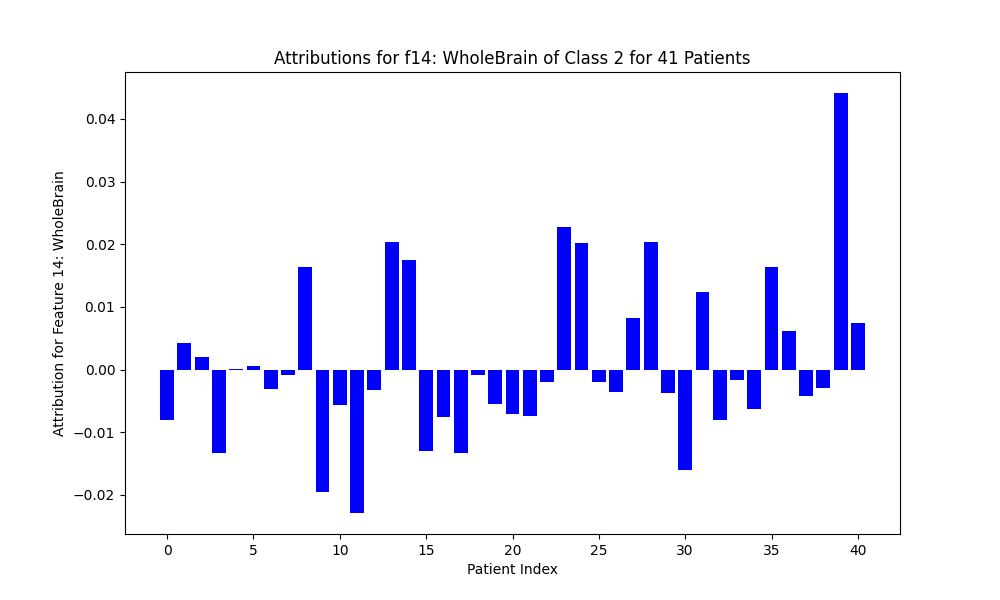 Attributions for f14: WholeBrain of Class 2 for 41 Patients
Attribution for Feature 14: WholeBrain
0.04
0.03
0.02
0.01
0.00
−0.01
−0.02
0 5 10 15 20 25 30 35 40
Patient Index